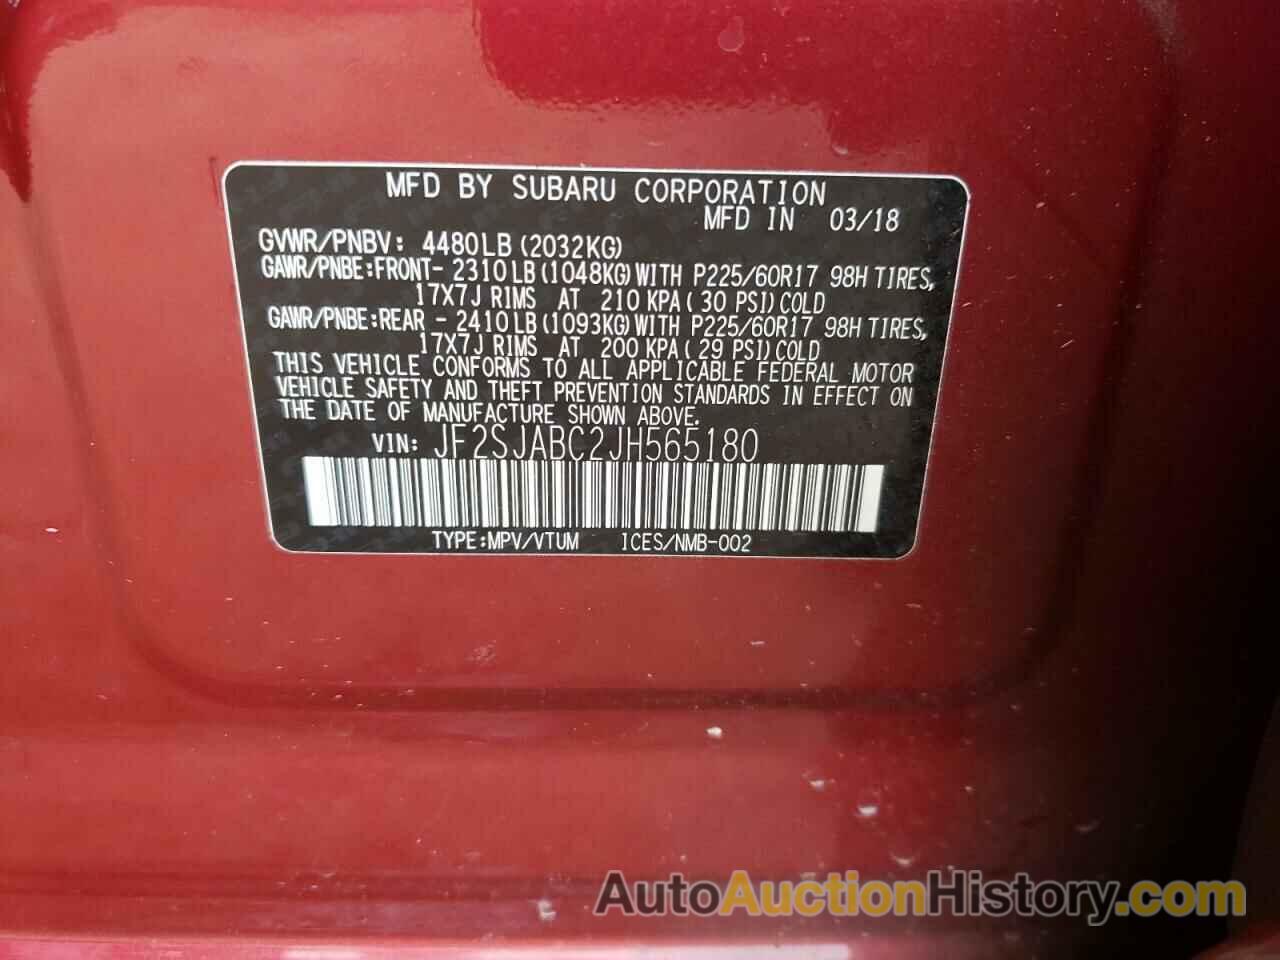 MFD BY SUBARU CORPORATION
MFD IN 03/18
GVWR/PNBV: 4480LB (2032KG)
GAWR/PNBE:FRONT- 2310LB (1048KG) WITH P225/60R17 98H TIRES,
17X7J RIMS AT 210 KPA( 30 PSI) COLD
GAWR/PNBE:REAR - 2410LB (1093KG) WITH P225/60R17 98H TIRES,
17X7J RIMS AT 200 KPA( 29 PSI) COLD
THIS VEHICLE CONFORMS TO ALL APPLICABLE FEDERAL MOTOR
VEHICLE SAFETY AND THEFT PREVENTION STANDARDS IN EFFECT ON
THE DATE OF MANUFACTURE SHOWN ABOVE.
VIN: JF2SJABC2JH565180
TYPE:MPV/VTUM ICES/NMB-002
AutoAuctionHistory.com